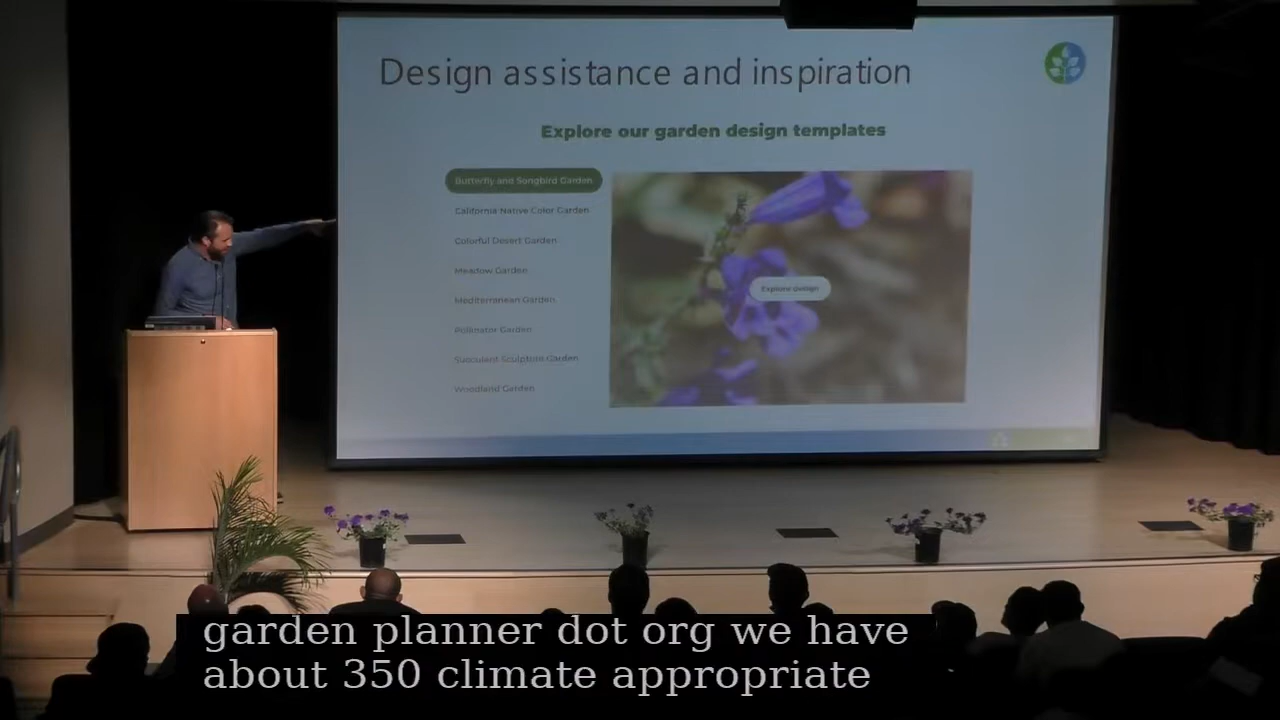 Design assistance and inspiration
Explore our garden design templates
Butterfly and Songbird Garden
California Native Color Garden
Colorful Desert Garden
Meadow Garden
Mediterranean Garden
Pollinator Garden
Succulent Sculpture Garden
Woodland Garden
Explore design
garden planner dot org we have
about 350 climate appropriate